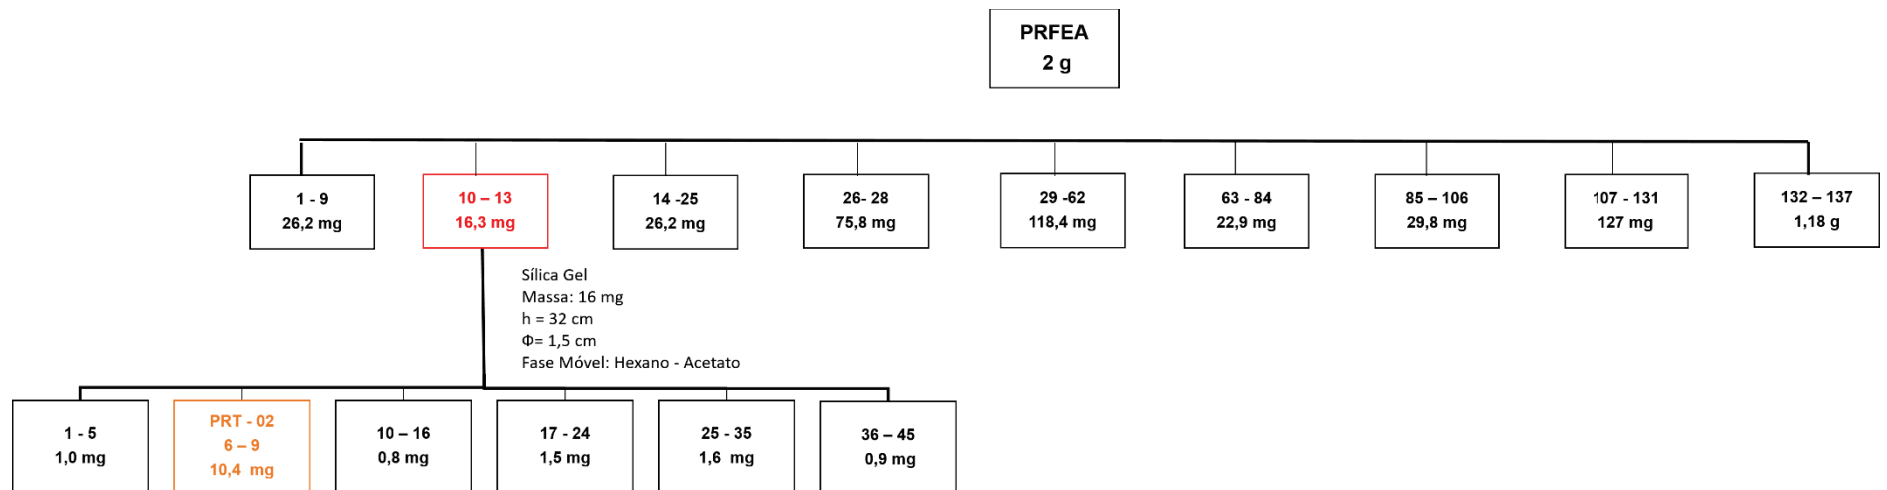 PRFEA
2 g
1 - 9
26,2 mg
10 – 13
16,3 mg
14 -25
26,2 mg
26- 28
75,8 mg
29 -62
118,4 mg
63 - 84
22,9 mg
85 – 106
29,8 mg
107 - 131
127 mg
132 – 137
1,18 g
Sílica Gel
Massa: 16 mg
h = 32 cm
Φ= 1,5 cm
Fase Móvel: Hexano - Acetato
1 - 5
1,0 mg
PRT - 02
6 – 9
10,4 mg
10 – 16
0,8 mg
17 - 24
1,5 mg
25 - 35
1,6 mg
36 – 45
0,9 mg